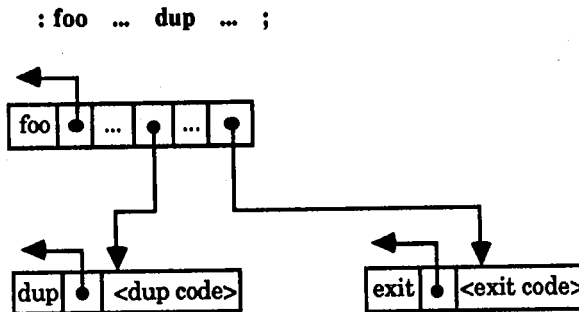 : foo ... dup ... ;
foo ... ...
dup <dup code> exit <exit code>